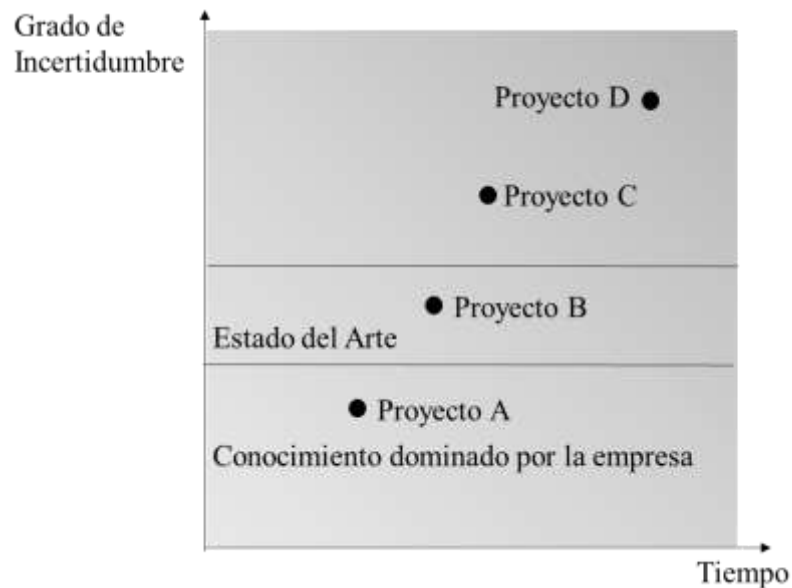 Grado de
Incertidumbre
Proyecto D
Proyecto C
Proyecto B
Estado del Arte
Proyecto A
Conocimiento dominado por la empresa
Tiempo